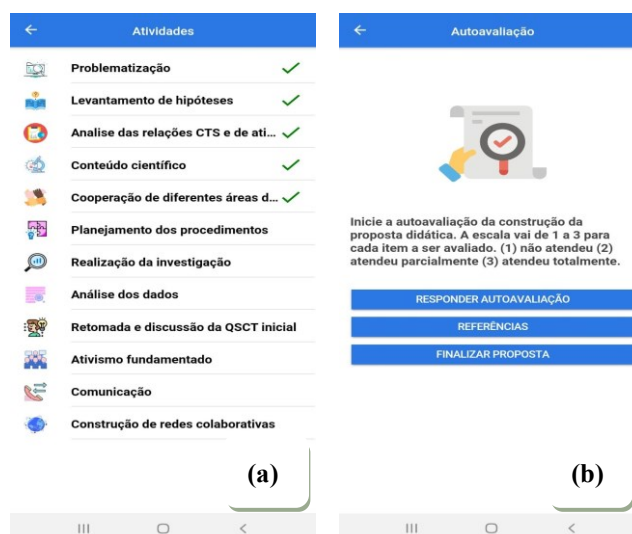 Atividades
Problematização
Levantamento de hipóteses
Analise das relações CTS e de ati...
Conteúdo científico
Cooperação de diferentes áreas d...
Planejamento dos procedimentos
Realização da investigação
Análise dos dados
Retomada e discussão da QSCT inicial
Ativismo fundamentado
Comunicação
Construção de redes colaborativas
(a)
Autoavaliação
Inicie a autoavaliação da construção da
proposta didática. A escala vai de 1 a 3 para
cada item a ser avaliado. (1) não atendeu (2)
atendeu parcialmente (3) atendeu totalmente.
RESPONDER AUTOAVALIAÇÃO
REFERÊNCIAS
FINALIZAR PROPOSTA
(b)